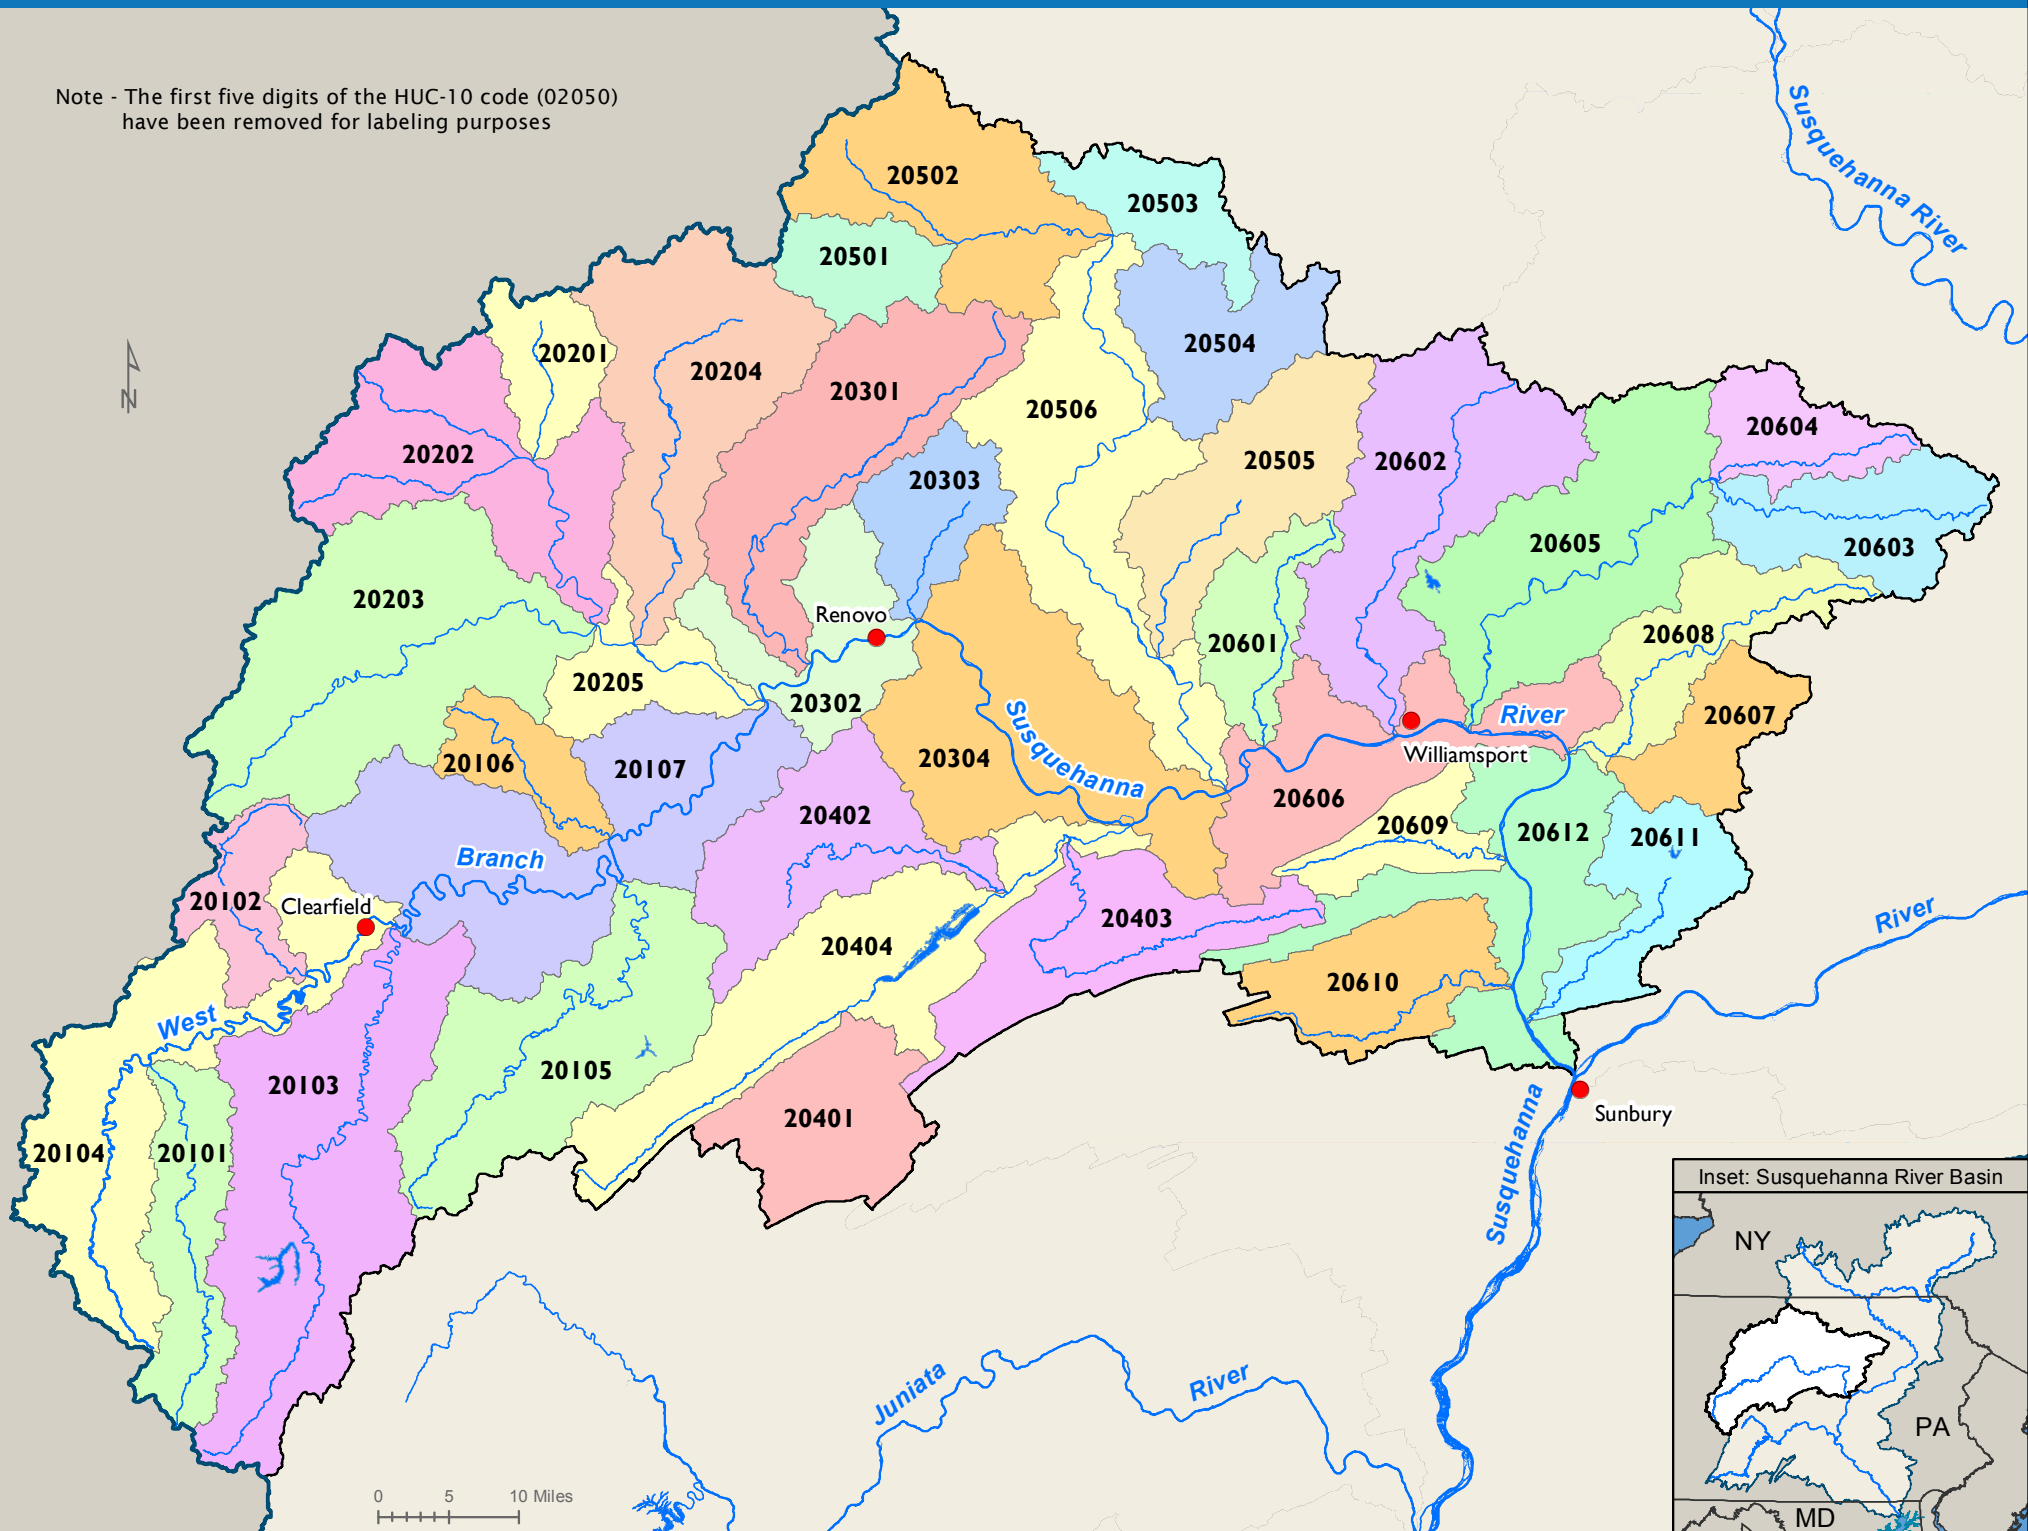 Note - The first five digits of the HUC-10 code (02050)
have been removed for labeling purposes
Susquehanna River
20502
20503
20501
20504
20201
20204
20301
20506
20604
20202
20303
20505
20602
20605
20603
20203
Renovo
20601
20608
20205
20302
Susquehanna
River
20607
20106
20107
20304
Williamsport
20402
20606
20609
20612
20611
Branch
20102
Clearfield
20404
20403
River
20610
West
20103
20105
20401
Sunbury
20104
20101
Susquehanna
Juniata
River
0 5 10 Miles
N
Inset: Susquehanna River Basin
NY
PA
MD